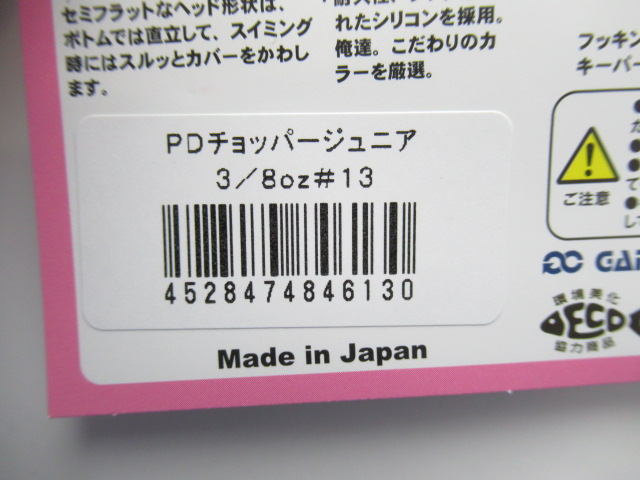 セミフラットなヘッド形状は、
ボトムでは直立して、スイミング
時にはスルッとカバーをかわし
ます。
れたシリコンを採用。
俺達。こだわりのカ
ラーを厳選。
フッキン
キーパー
ご注意
PDチョッパージュニア
3/8oz#13
4528474846130
Made in Japan
環境美化
DECO
協力商品